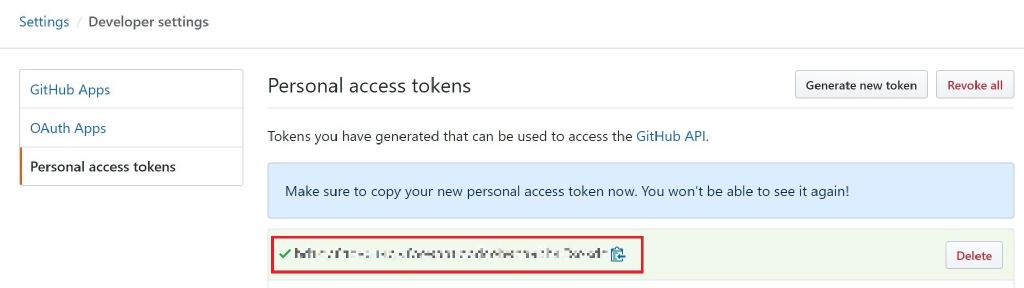 Settings / Developer settings
GitHub Apps
OAuth Apps
Personal access tokens
Personal access tokens
Generate new token
Revoke all
Tokens you have generated that can be used to access the GitHub API.
Make sure to copy your new personal access token now. You won't be able to see it again!
Delete